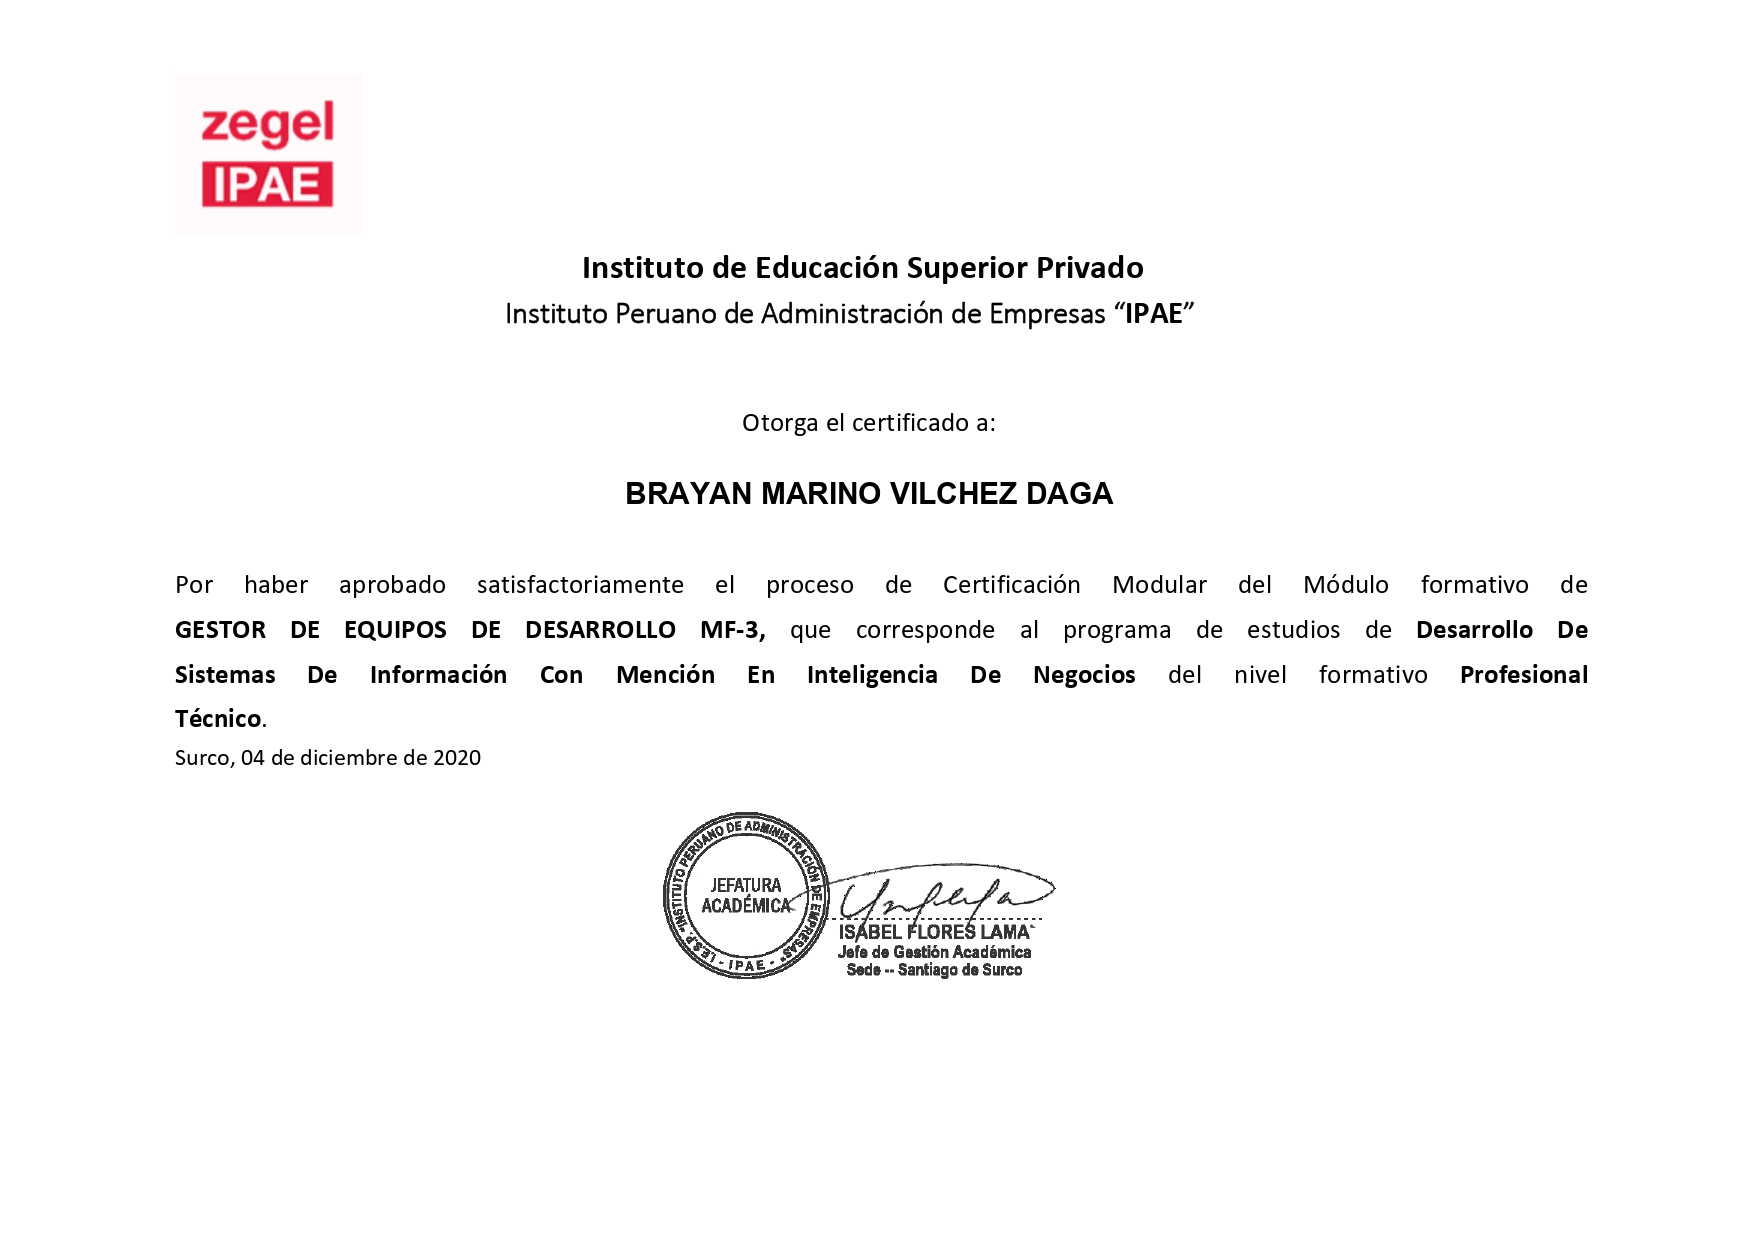 zegel
IPAE
Instituto de Educación Superior Privado
Instituto Peruano de Administración de Empresas “IPAE”
Otorga el certificado a:
BRAYAN MARINO VILCHEZ DAGA
Por haber aprobado satisfactoriamente el proceso de Certificación Modular del Módulo formativo de
GESTOR DE EQUIPOS DE DESARROLLO MF-3, que corresponde al programa de estudios de Desarrollo De
Sistemas De Información Con Mención En Inteligencia De Negocios del nivel formativo Profesional
Técnico.
Surco, 04 de diciembre de 2020
I.E.S.P. "INSTITUTO PERUANO DE ADMINISTRACIÓN DE EMPRESAS"
- IPAE -
JEFATURA
ACADÉMICA
ISABEL FLORES LAMA
Jefe de Gestión Académica
Sede -- Santiago de Surco